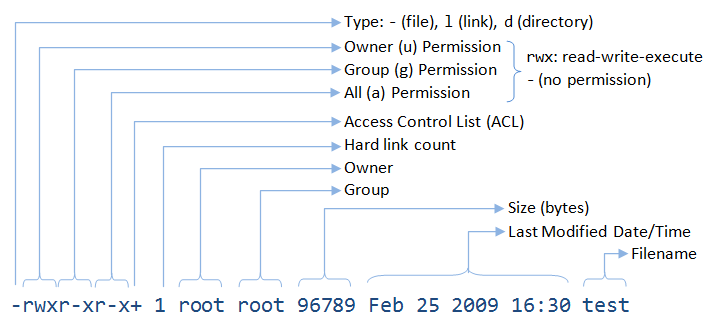 Type: - (file), l (link), d (directory)
Owner (u) Permission
Group (g) Permission
All (a) Permission
rwx: read-write-execute
- (no permission)
Access Control List (ACL)
Hard link count
Owner
Group
Size (bytes)
Last Modified Date/Time
Filename
-rwxr-xr-x+ 1 root root 96789 Feb 25 2009 16:30 test